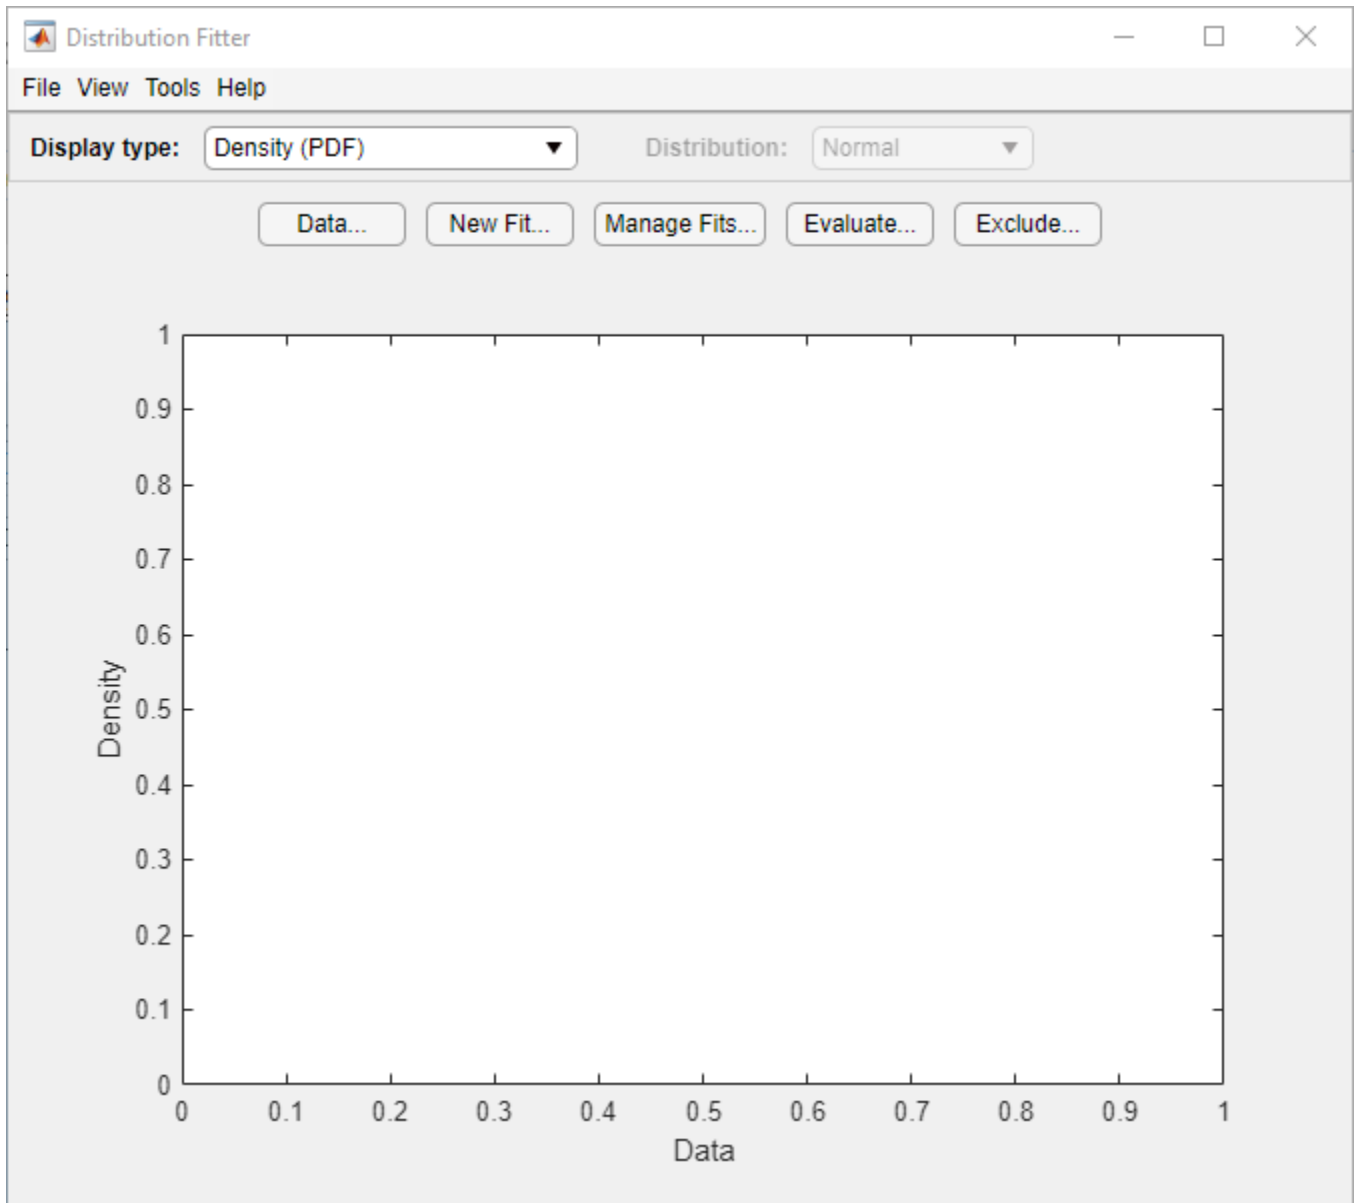 Distribution Fitter
File View Tools Help
Display type: Density (PDF) Distribution: Normal
Data... New Fit... Manage Fits... Evaluate... Exclude...
1
0.9
0.8
0.7
0.6
0.5
0.4
0.3
0.2
0.1
0
Density
0 0.1 0.2 0.3 0.4 0.5 0.6 0.7 0.8 0.9 1
Data